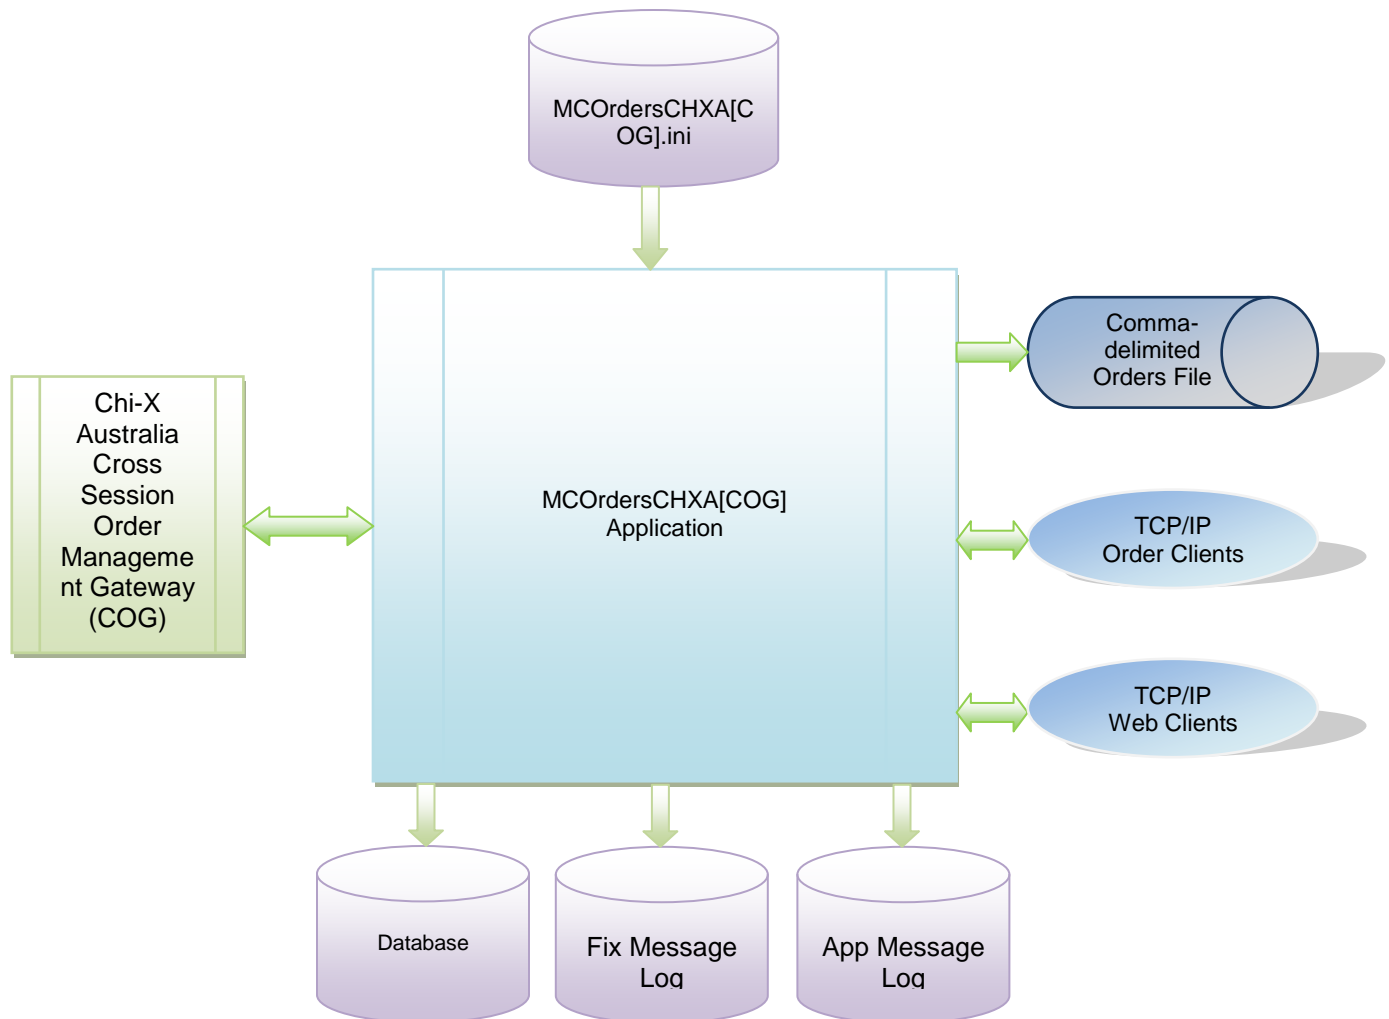 MCOrdersCHXA[C
OG].ini
Comma-
delimited
Orders File
Chi-X
Australia
Cross
Session
Order
Manageme
nt Gateway
(COG)
MCOrdersCHXA[COG]
Application
TCP/IP
Order Clients
TCP/IP
Web Clients
Database
Fix Message
Log
App Message
Log